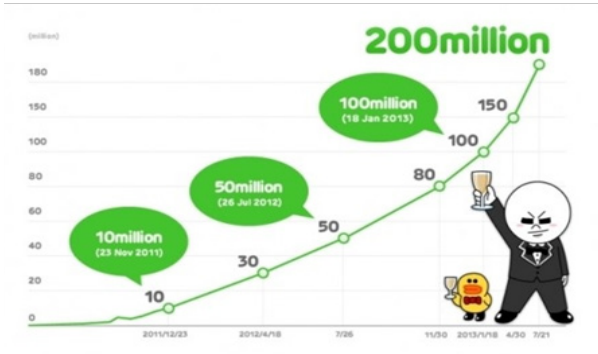 200million
(million)
180
150
100
80
60
40
20
0
10million
(23 Nov 2011)
50million
(26 Jul 2012)
100million
(18 Jan 2013)
10
30
50
80
100
150
2011/12/23 2012/4/18 7/26 11/30 2013/1/18 4/30 7/21